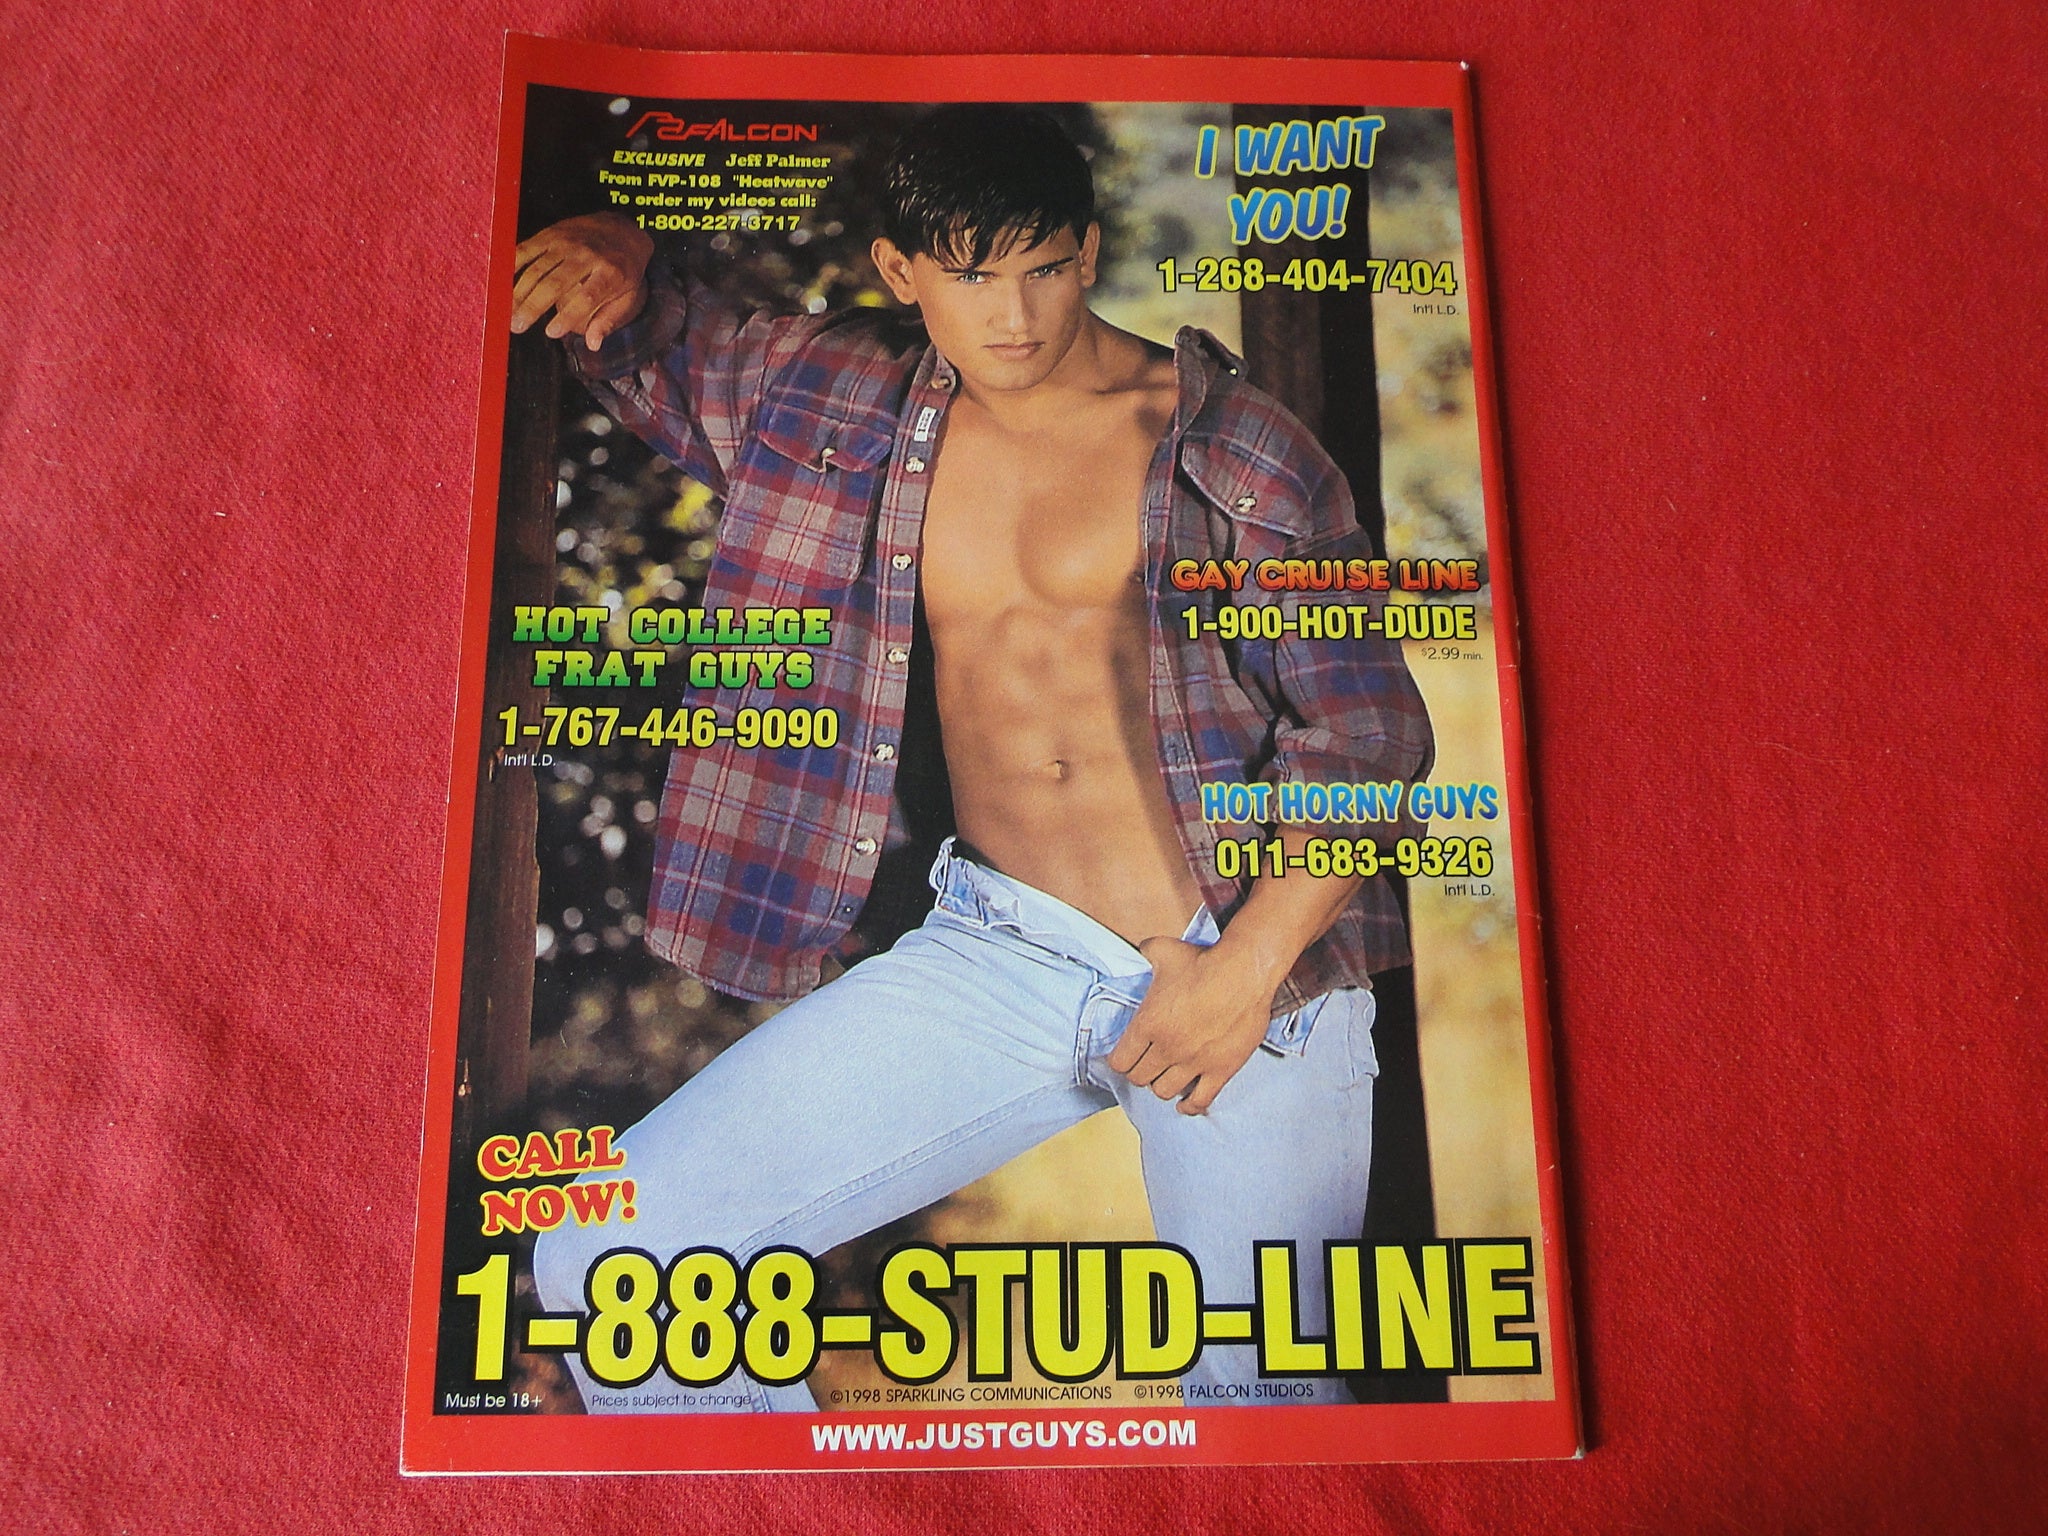 FALCON
EXCLUSIVE Jeff Palmer
From FVP-108 "Heatwave"
To order my videos call:
1-800-227-3717
I WANT
YOU!
1-268-404-7404
Int'l L.D.
GAY CRUISE LINE
1-900-HOT-DUDE
$2.99 min.
HOT COLLEGE
FRAT GUYS
1-767-446-9090
Int'l L.D.
HOT HORNY GUYS
011-683-9326
Int'l L.D.
CALL
NOW!
1-888-STUD-LINE
Must be 18+ Prices subject to change ©1998 SPARKLING COMMUNICATIONS ©1998 FALCON STUDIOS
WWW.JUSTGUYS.COM